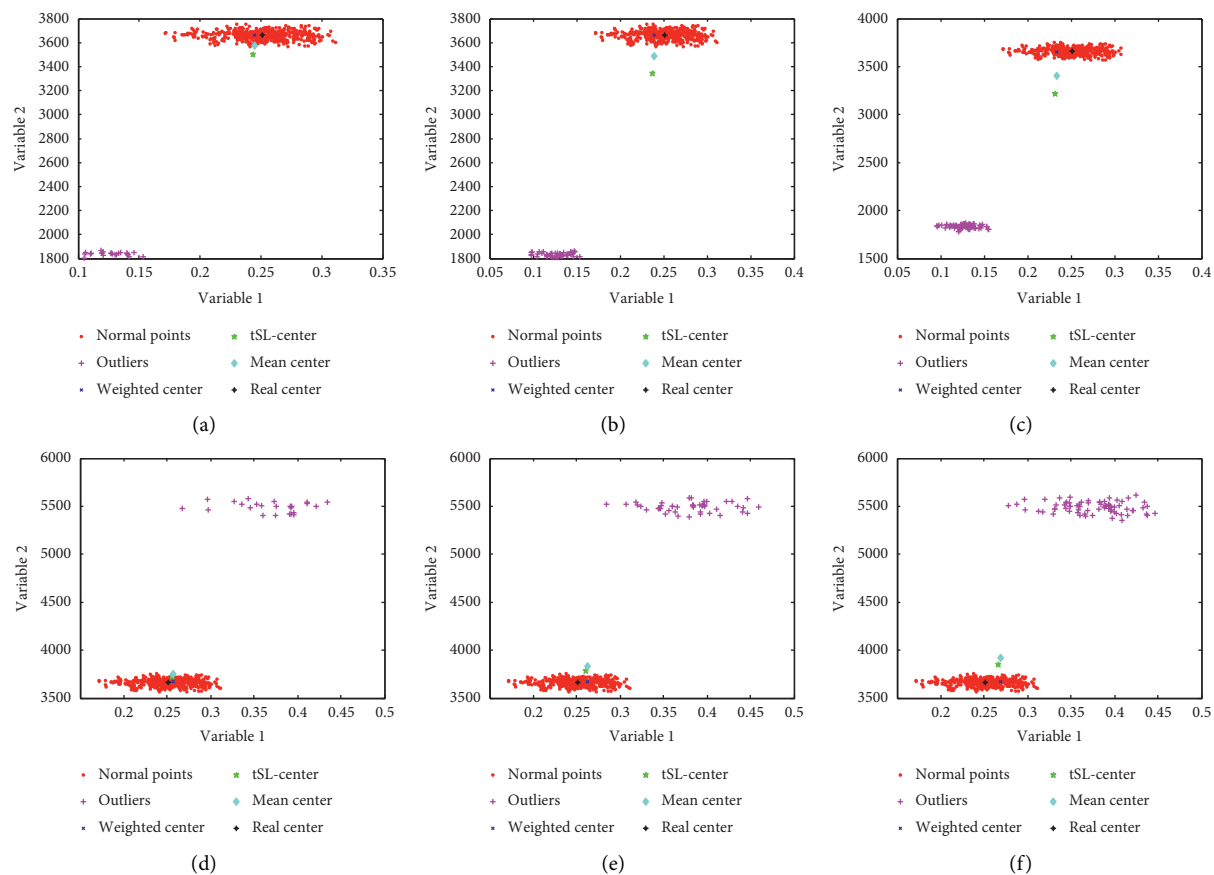 3800
3600
3400
3200
3000
2800
2600
2400
2200
2000
1800
Variable 2
0.1 0.2 0.25 0.3 0.35
Variable 1
Normal points tSL-center
Outliers Mean center
Weighted center Real center
(a)
3800
3600
3400
3200
3000
2800
2600
2400
2200
2000
1800
Variable 2
0.05 0.1 0.15 0.2 0.25 0.3 0.35 0.4
Variable 1
Normal points tSL-center
Outliers Mean center
Weighted center Real center
(b)
4000
3500
3000
2500
2000
1500
Variable 2
0.05 0.1 0.15 0.2 0.25 0.3 0.35 0.4
Variable 1
Normal points tSL-center
Outliers Mean center
Weighted center Real center
(c)
6000
5500
5000
4500
4000
3500
Variable 2
0.2 0.25 0.3 0.35 0.4 0.45 0.5
Variable 1
Normal points tSL-center
Outliers Mean center
Weighted center Real center
(d)
6000
5500
5000
4500
4000
3500
Variable 2
0.2 0.25 0.3 0.35 0.4 0.45 0.5
Variable 1
Normal points tSL-center
Outliers Mean center
Weighted center Real center
(e)
6000
5500
5000
4500
4000
3500
Variable 2
0.2 0.25 0.3 0.35 0.4 0.45 0.5
Variable 1
Normal points tSL-center
Outliers Mean center
Weighted center Real center
(f)